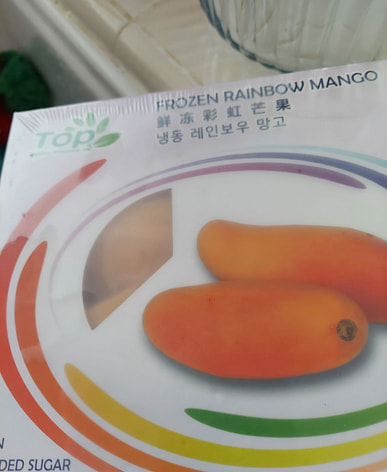 FROZEN RAINBOW MANGO
鮮冻彩虹芒果
냉동 레인보우 망고
Top
N
DED SUGAR